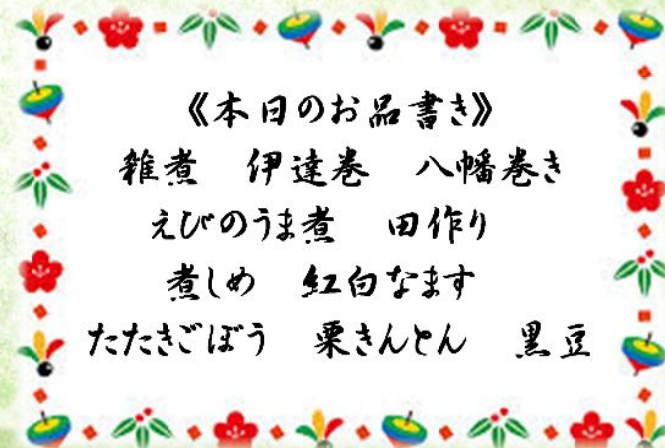 《本日のお品書き》
雑煮　伊達巻　八幡巻き
えびのうま煮　田作り
煮しめ　紅白なます
たたきごぼう　栗きんとん　黒豆